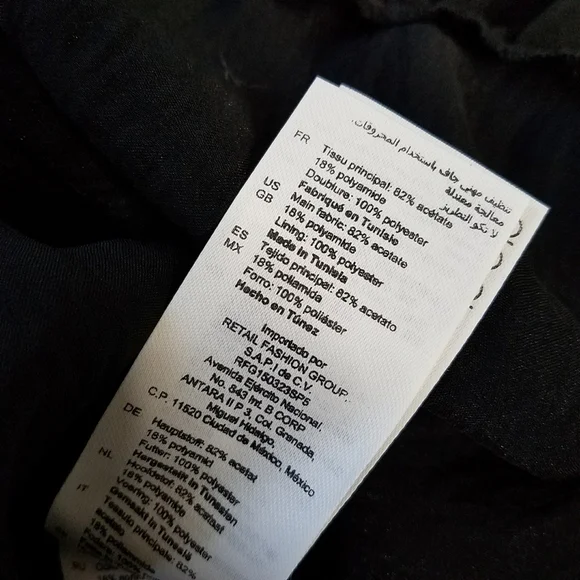 تنظيف مهني جاف باستخدام المحروقات.
معالجة معتدلة
لا تكو التطريز
FR
Tissu principal: 82% acétate
18% polyamide
Doublure: 100% polyester
Fabriqué en Tunisie
US
GB
Main fabric: 82% acetate
18% polyamide
Lining: 100% polyester
Made in Tunisia
ES
MX
Tejido principal: 82% acetato
18% poliamida
Forro: 100% poliéster
Hecho en Túnez
Importado por
RETAIL FASHION GROUP,
S.A.P.I de C.V.
RFG150323SP5
Avenida Ejército Nacional,
No. 843 Int. B CORP
ANTARA II P 3, Col. Granada,
Miguel Hidalgo,
C.P. 11520 Ciudad de México, México
DE
Hauptstoff: 82% acetat
18% polyamid
Futter: 100% polyester
Hergestellt in Tunesien
NL
Hoofdstof: 82% acetaat
18% polyamide
Voering: 100% polyester
Gemaakt in Tunesië
IT
Tessuto principale: 82%
acetato
18% poliammide